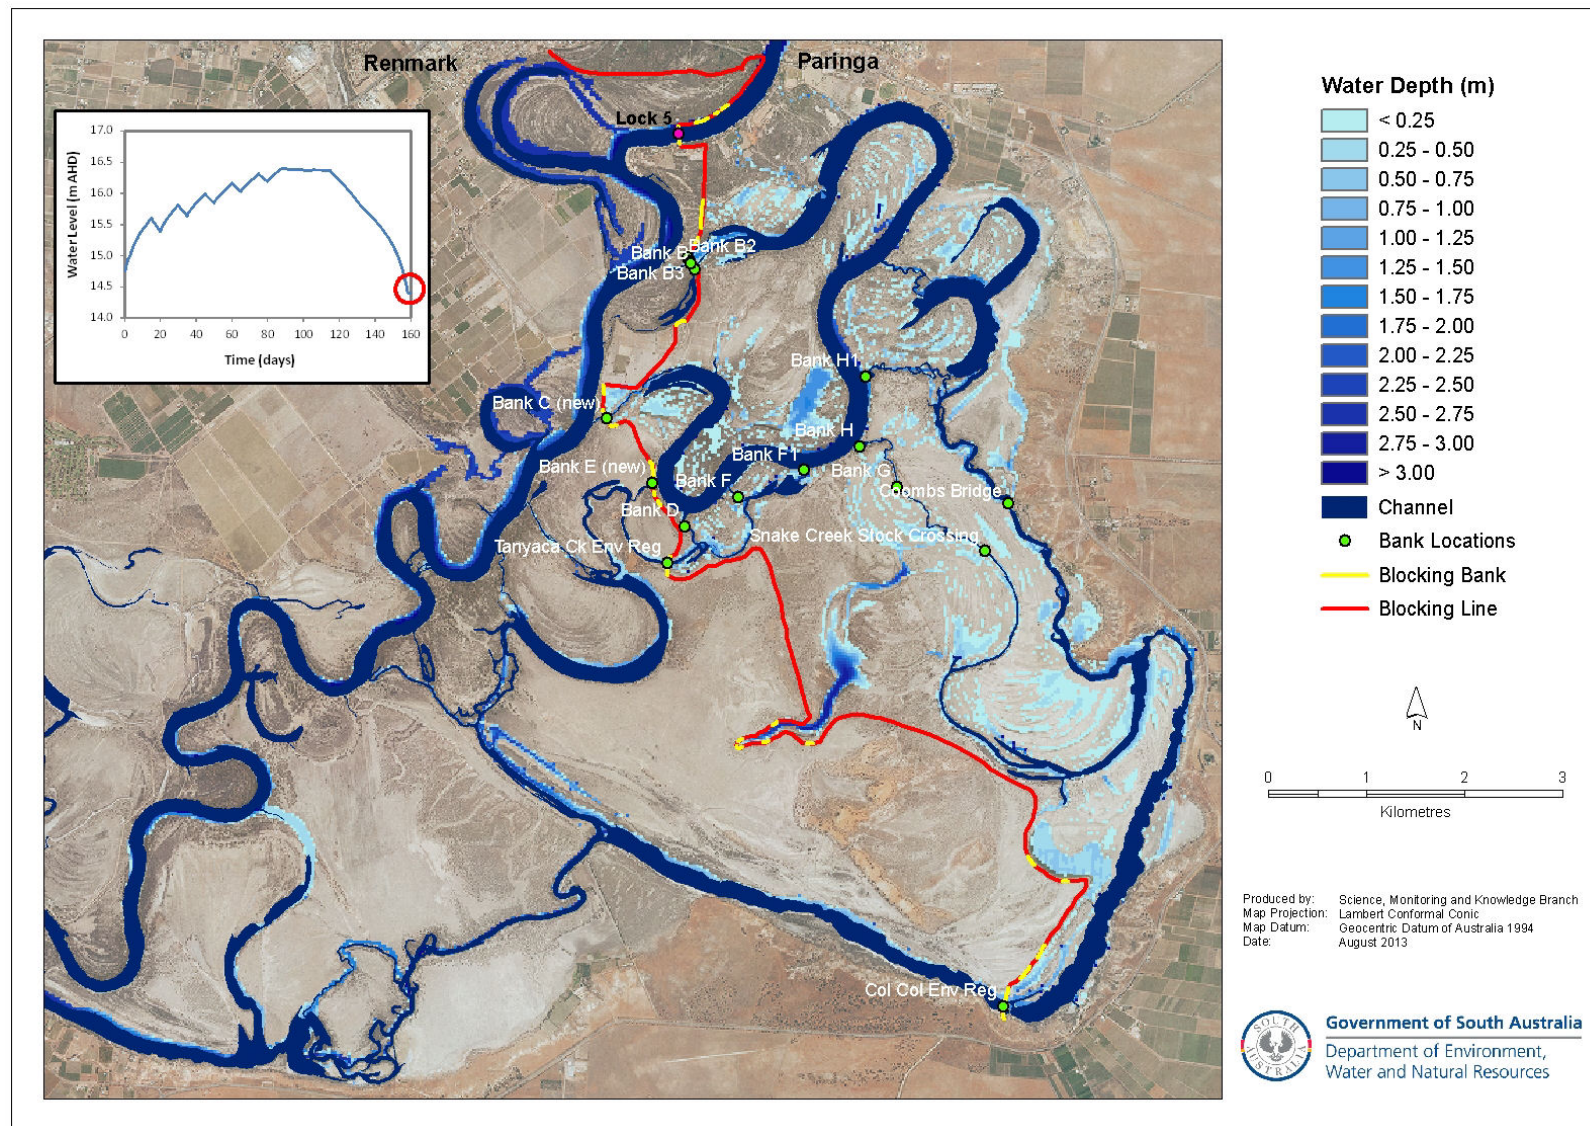 Renmark
Paringa
Lock 5
17.0
16.5
16.0
15.5
15.0
14.5
14.0
Water Level (m AHD)
0 20 40 60 80 100 120 140 160
Time (days)
Bank B
Bank B2
Bank B3
Bank H1
Bank C (new)
Bank H
Bank F1
Bank E (new)
Bank G
Bank F
Coombs Bridge
Bank D
Snake Creek Stock Crossing
Tanyaca Ck Env Reg
Col Col Env Reg
Water Depth (m)
< 0.25
0.25 - 0.50
0.50 - 0.75
0.75 - 1.00
1.00 - 1.25
1.25 - 1.50
1.50 - 1.75
1.75 - 2.00
2.00 - 2.25
2.25 - 2.50
2.50 - 2.75
2.75 - 3.00
> 3.00
Channel
Bank Locations
Blocking Bank
Blocking Line
N
0 1 2 3
Kilometres
Produced by: Science, Monitoring and Knowledge Branch
Map Projection: Lambert Conformal Conic
Map Datum: Geocentric Datum of Australia 1994
Date: August 2013
SOUTH AUSTRALIA
Government of South Australia
Department of Environment,
Water and Natural Resources